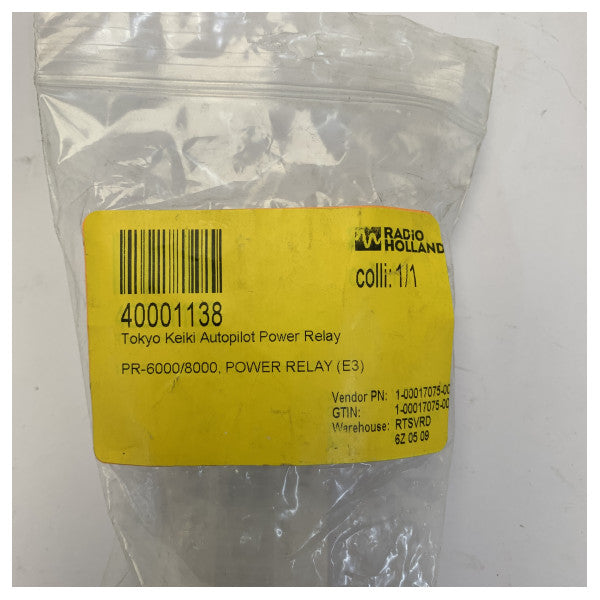 RADIO
HOLLAND
colli: 1/1
40001138
Tokyo Keiki Autopilot Power Relay
PR-6000/8000, POWER RELAY (E3)
Vendor PN: 1-00017075-00
GTIN: 1-00017075-00
Warehouse: RTSVRD
6Z 05 09